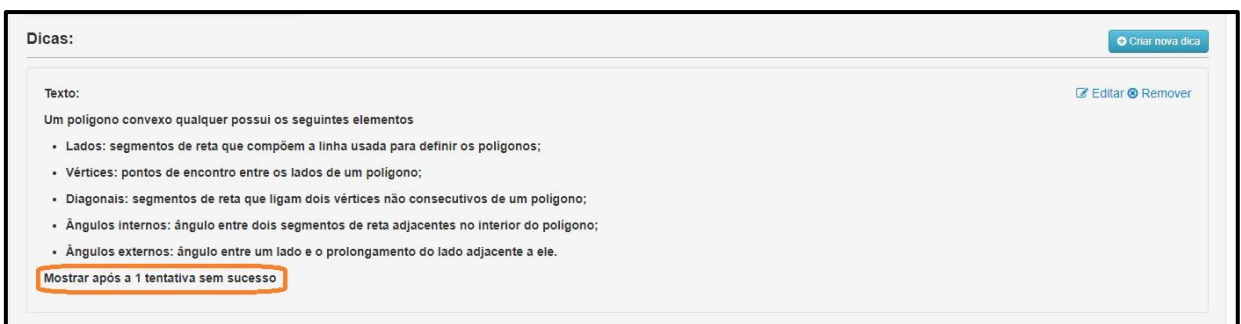 Dicas:
Criar nova dica
Texto:
Editar Remover
Um polígono convexo qualquer possui os seguintes elementos
• Lados: segmentos de reta que compõem a linha usada para definir os polígonos;
• Vértices: pontos de encontro entre os lados de um polígono;
• Diagonais: segmentos de reta que ligam dois vértices não consecutivos de um polígono;
• Ângulos internos: ângulo entre dois segmentos de reta adjacentes no interior do polígono;
• Ângulos externos: ângulo entre um lado e o prolongamento do lado adjacente a ele.
Mostrar após a 1 tentativa sem sucesso